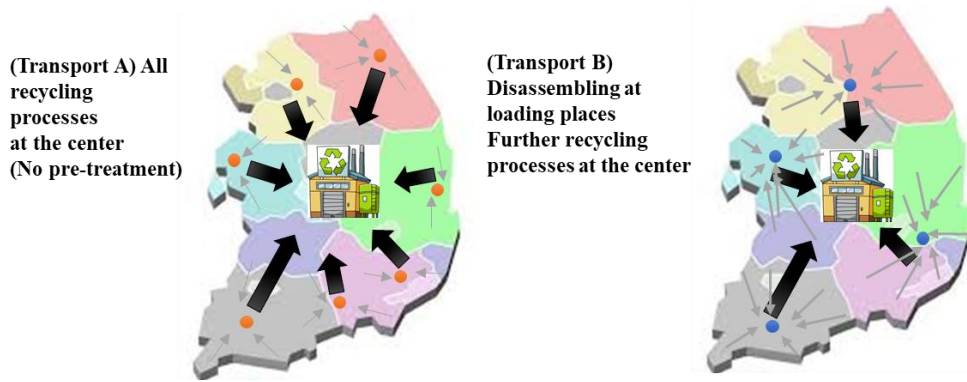 (Transport A) All
recycling
processes
at the center
(No pre-treatment)
(Transport B)
Disassembling at
loading places
Further recycling
processes at the center